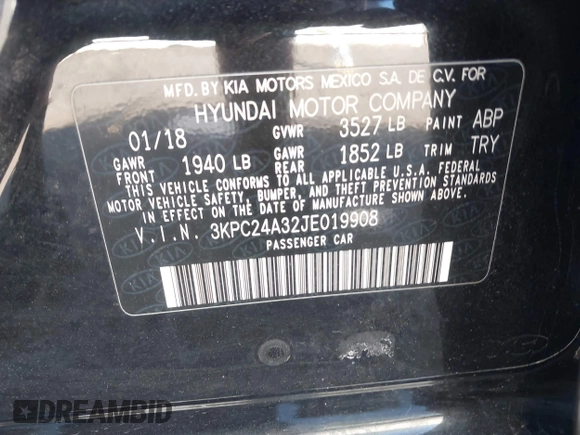 MFD. BY KIA MOTORS MEXICO S.A. DE C.V. FOR
HYUNDAI MOTOR COMPANY
01/18 GVWR 3527 LB PAINT ABP
GAWR FRONT 1940 LB GAWR REAR 1852 LB TRIM TRY
THIS VEHICLE CONFORMS TO ALL APPLICABLE U.S.A. FEDERAL
MOTOR VEHICLE SAFETY, BUMPER, AND THEFT PREVENTION STANDARDS
IN EFFECT ON THE DATE OF MANUFACTURE SHOWN ABOVE.
V.I.N. 3KPC24A32JE019908
PASSENGER CAR
DREAMBID